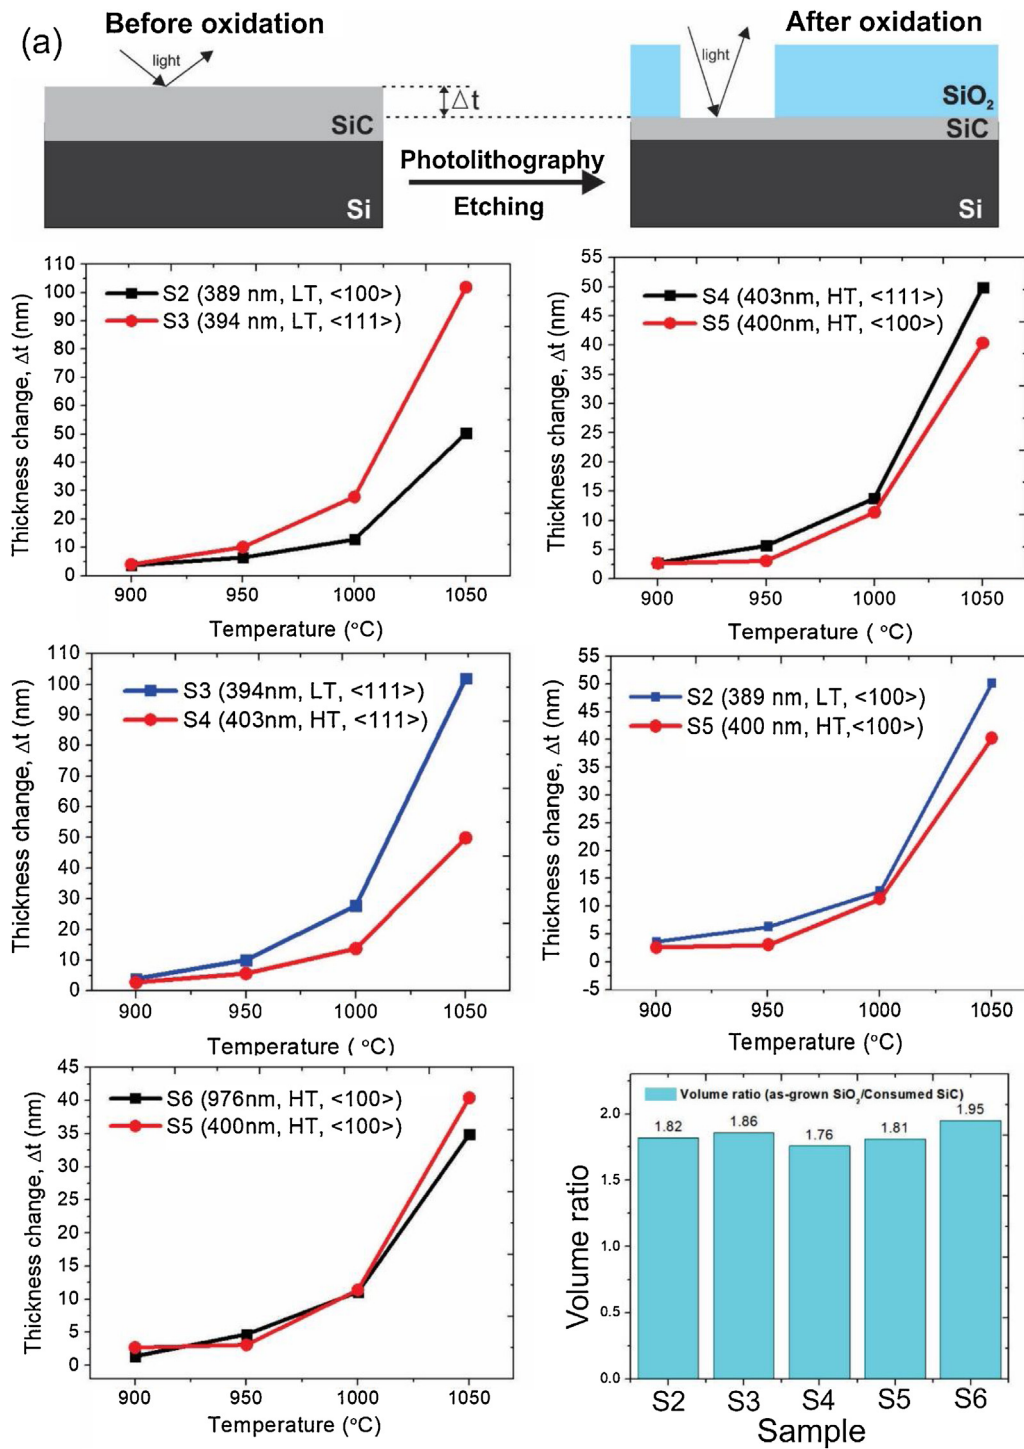 (a)
Before oxidation
After oxidation
light
light
Δt
SiO2
SiC
SiC
Photolithography
Etching
Si
Si
110
100
90
80
70
60
50
40
30
20
10
0
Thickness change, Δt (nm)
S2 (389 nm, LT, <100>)
S3 (394 nm, LT, <111>)
900 950 1000 1050
Temperature (°C)
55
50
45
40
35
30
25
20
15
10
5
0
Thickness change, Δt (nm)
S4 (403nm, HT, <111>)
S5 (400nm, HT, <100>)
900 950 1000 1050
Temperature ( °C)
110
100
90
80
70
60
50
40
30
20
10
0
Thickness change, Δt (nm)
S3 (394nm, LT, <111>)
S4 (403nm, HT, <111>)
900 950 1000 1050
Temperature ( °C)
55
50
45
40
35
30
25
20
15
10
5
0
-5
Thickness change, Δt (nm)
S2 (389 nm, LT, <100>)
S5 (400 nm, HT,<100>)
900 950 1000 1050
Temperature (°C)
45
40
35
30
25
20
15
10
5
0
Thickness change, Δt (nm)
S6 (976nm, HT, <100>)
S5 (400nm, HT, <100>)
900 950 1000 1050
Temperature (°C)
2.0
1.5
1.0
0.5
0.0
Volume ratio
Volume ratio (as-grown SiO2/Consumed SiC)
1.82 1.86 1.76 1.81 1.95
S2 S3 S4 S5 S6
Sample